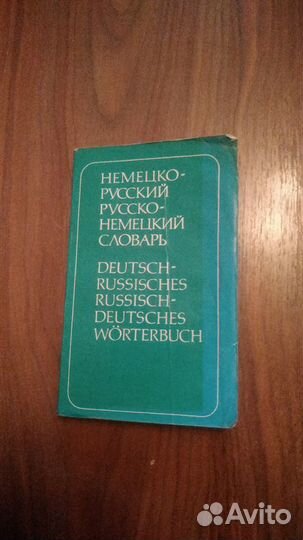 НЕМЕЦКО-
РУССКИЙ
РУССКО-
НЕМЕЦКИЙ
СЛОВАРЬ
DEUTSCH-
RUSSISCHES
RUSSISCH-
DEUTSCHES
WÖRTERBUCH
Avito